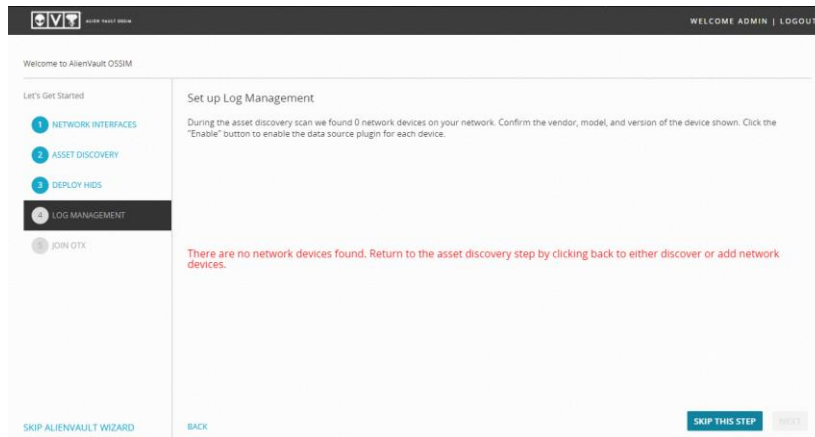 ALIEN VAULT OSSIM
WELCOME ADMIN | LOGOUT
Welcome to AlienVault OSSIM
Let's Get Started
1 NETWORK INTERFACES
2 ASSET DISCOVERY
3 DEPLOY HIDS
4 LOG MANAGEMENT
5 JOIN OTX
Set up Log Management
During the asset discovery scan we found 0 network devices on your network. Confirm the vendor, model, and version of the device shown. Click the
"Enable" button to enable the data source plugin for each device.
There are no network devices found. Return to the asset discovery step by clicking back to either discover or add network
devices.
SKIP ALIENVAULT WIZARD
BACK
SKIP THIS STEP
NEXT